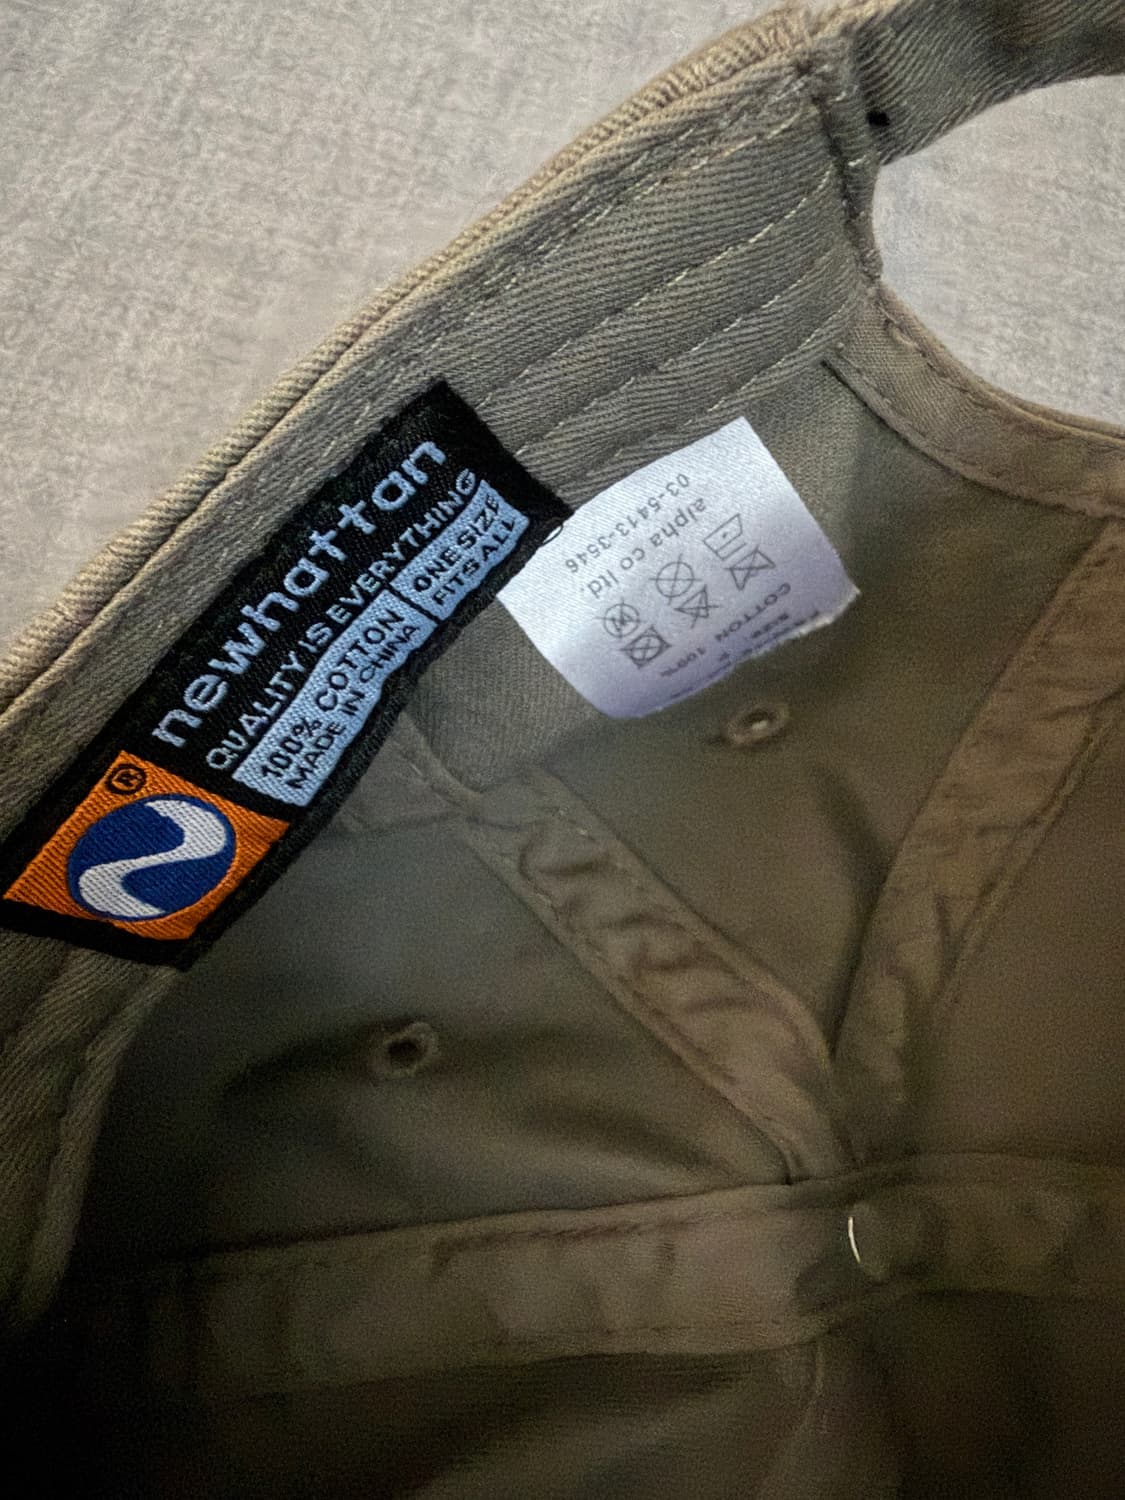 newhattan
QUALITY IS EVERYTHING
100% COTTON
MADE IN CHINA
ONE SIZE
FITS ALL
®
COTTON 100%
alpha co ltd.
03-5413-3546